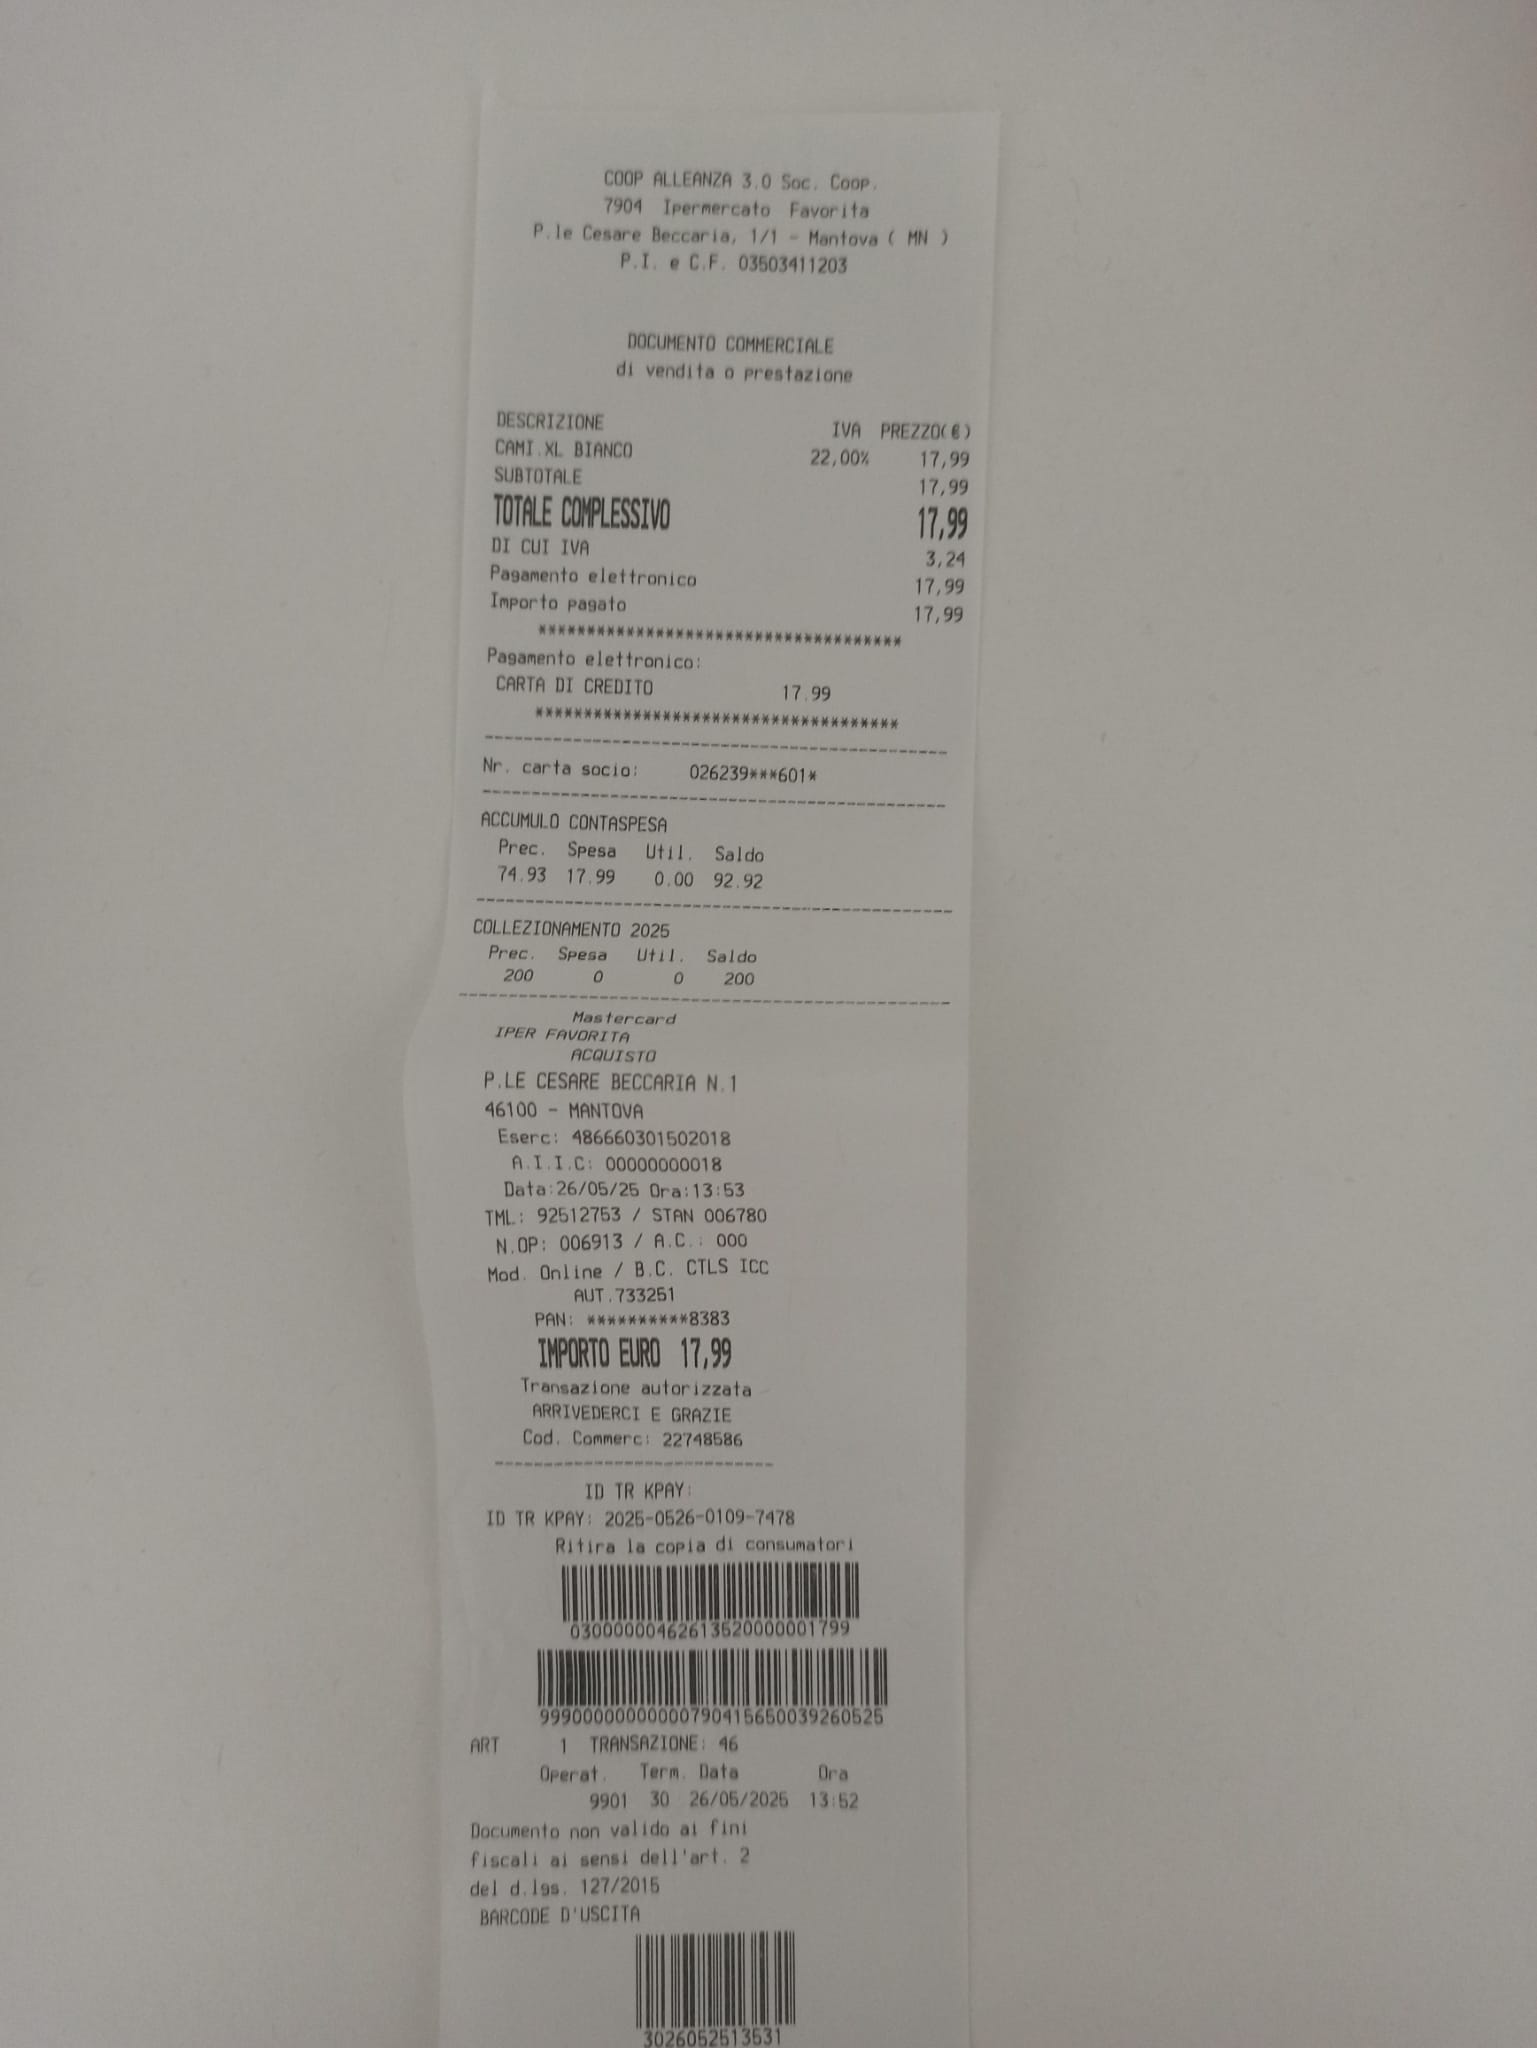 COOP ALLEANZA 3.0 Soc. Coop.
7904 Ipermercato Favorita
P.le Cesare Beccaria, 1/1 - Mantova ( MN )
P.I. e C.F. 03503411203
DOCUMENTO COMMERCIALE
di vendita o prestazione
DESCRIZIONE IVA PREZZO(€)
CAMI.XL BIANCO 22,00% 17,99
SUBTOTALE 17,99
TOTALE COMPLESSIVO 17,99
DI CUI IVA 3,24
Pagamento elettronico 17,99
Importo pagato 17,99
*************************************
Pagamento elettronico:
CARTA DI CREDITO 17.99
*************************************
-----------------------------------------------
Nr. carta socio: 026239***601*
-----------------------------------------------
ACCUMULO CONTASPESA
Prec. Spesa Util. Saldo
74.93 17.99 0.00 92.92
-----------------------------------------------
COLLEZIONAMENTO 2025
Prec. Spesa Util. Saldo
200 0 0 200
-----------------------------------------------
Mastercard
IPER FAVORITA
ACQUISTO
P.LE CESARE BECCARIA N.1
46100 - MANTOVA
Eserc: 486660301502018
A.I.I.C: 00000000018
Data:26/05/25 Ora:13:53
TML: 92512753 / STAN 006780
N.OP: 006913 / A.C.: 000
Mod. Online / B.C. CTLS ICC
AUT.733251
PAN: **********8383
IMPORTO EURO 17,99
Transazione autorizzata
ARRIVEDERCI E GRAZIE
Cod. Commerc: 22748586
----------------------------
ID TR KPAY:
ID TR KPAY: 2025-0526-0109-7478
Ritira la copia di consumatori
0300000046261352000001799
9990000000000079041565003926052​5
ART 1 TRANSAZIONE: 46
Operat. Term. Data Ora
9901 30 26/05/2025 13:52
Documento non valido ai fini
fiscali ai sensi dell'art. 2
del d.lgs. 127/2015
BARCODE D'USCITA
3026052513531